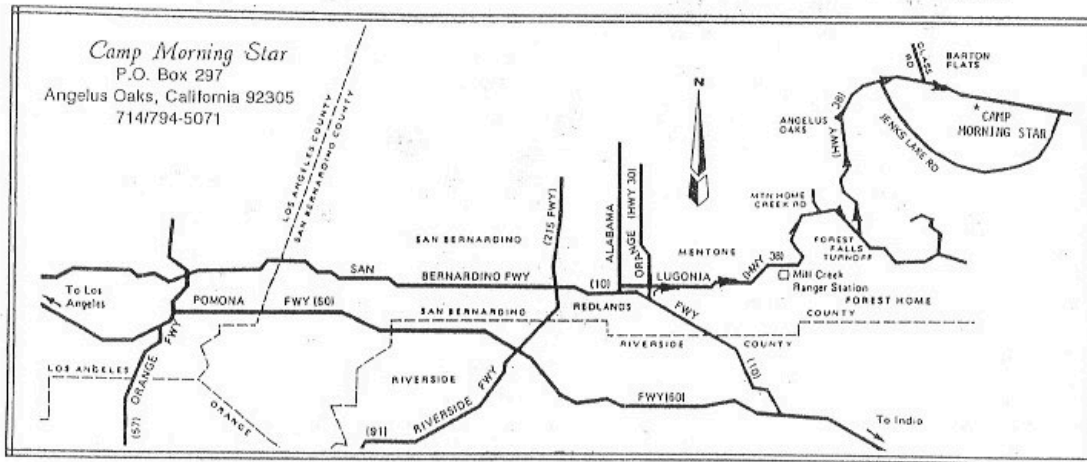 Camp Morning Star
P.O. Box 297
Angelus Oaks, California 92305
714/794-5071
LOS ANGELES COUNTY
SAN BERNARDINO COUNTY
N
GLASS RD
BARTON FLATS
CAMP MORNING STAR
JENKS LAKE RD
(HWY 38)
ANGELUS OAKS
MTN HOME CREEK RD
FOREST FALLS TURNOFF
(215 FWY)
ALABAMA
ORANGE (HWY 30)
MENTONE
(HWY 38)
LUGONIA
Mill Creek Ranger Station
FOREST HOME
SAN BERNARDINO
SAN BERNARDINO FWY (10)
REDLANDS
FWY (10)
To Los Angeles
POMONA FWY (60)
SAN BERNARDINO COUNTY
RIVERSIDE COUNTY
LOS ANGELES
ORANGE
(57) ORANGE FWY
RIVERSIDE
(91) RIVERSIDE FWY
FWY(60)
To Indio